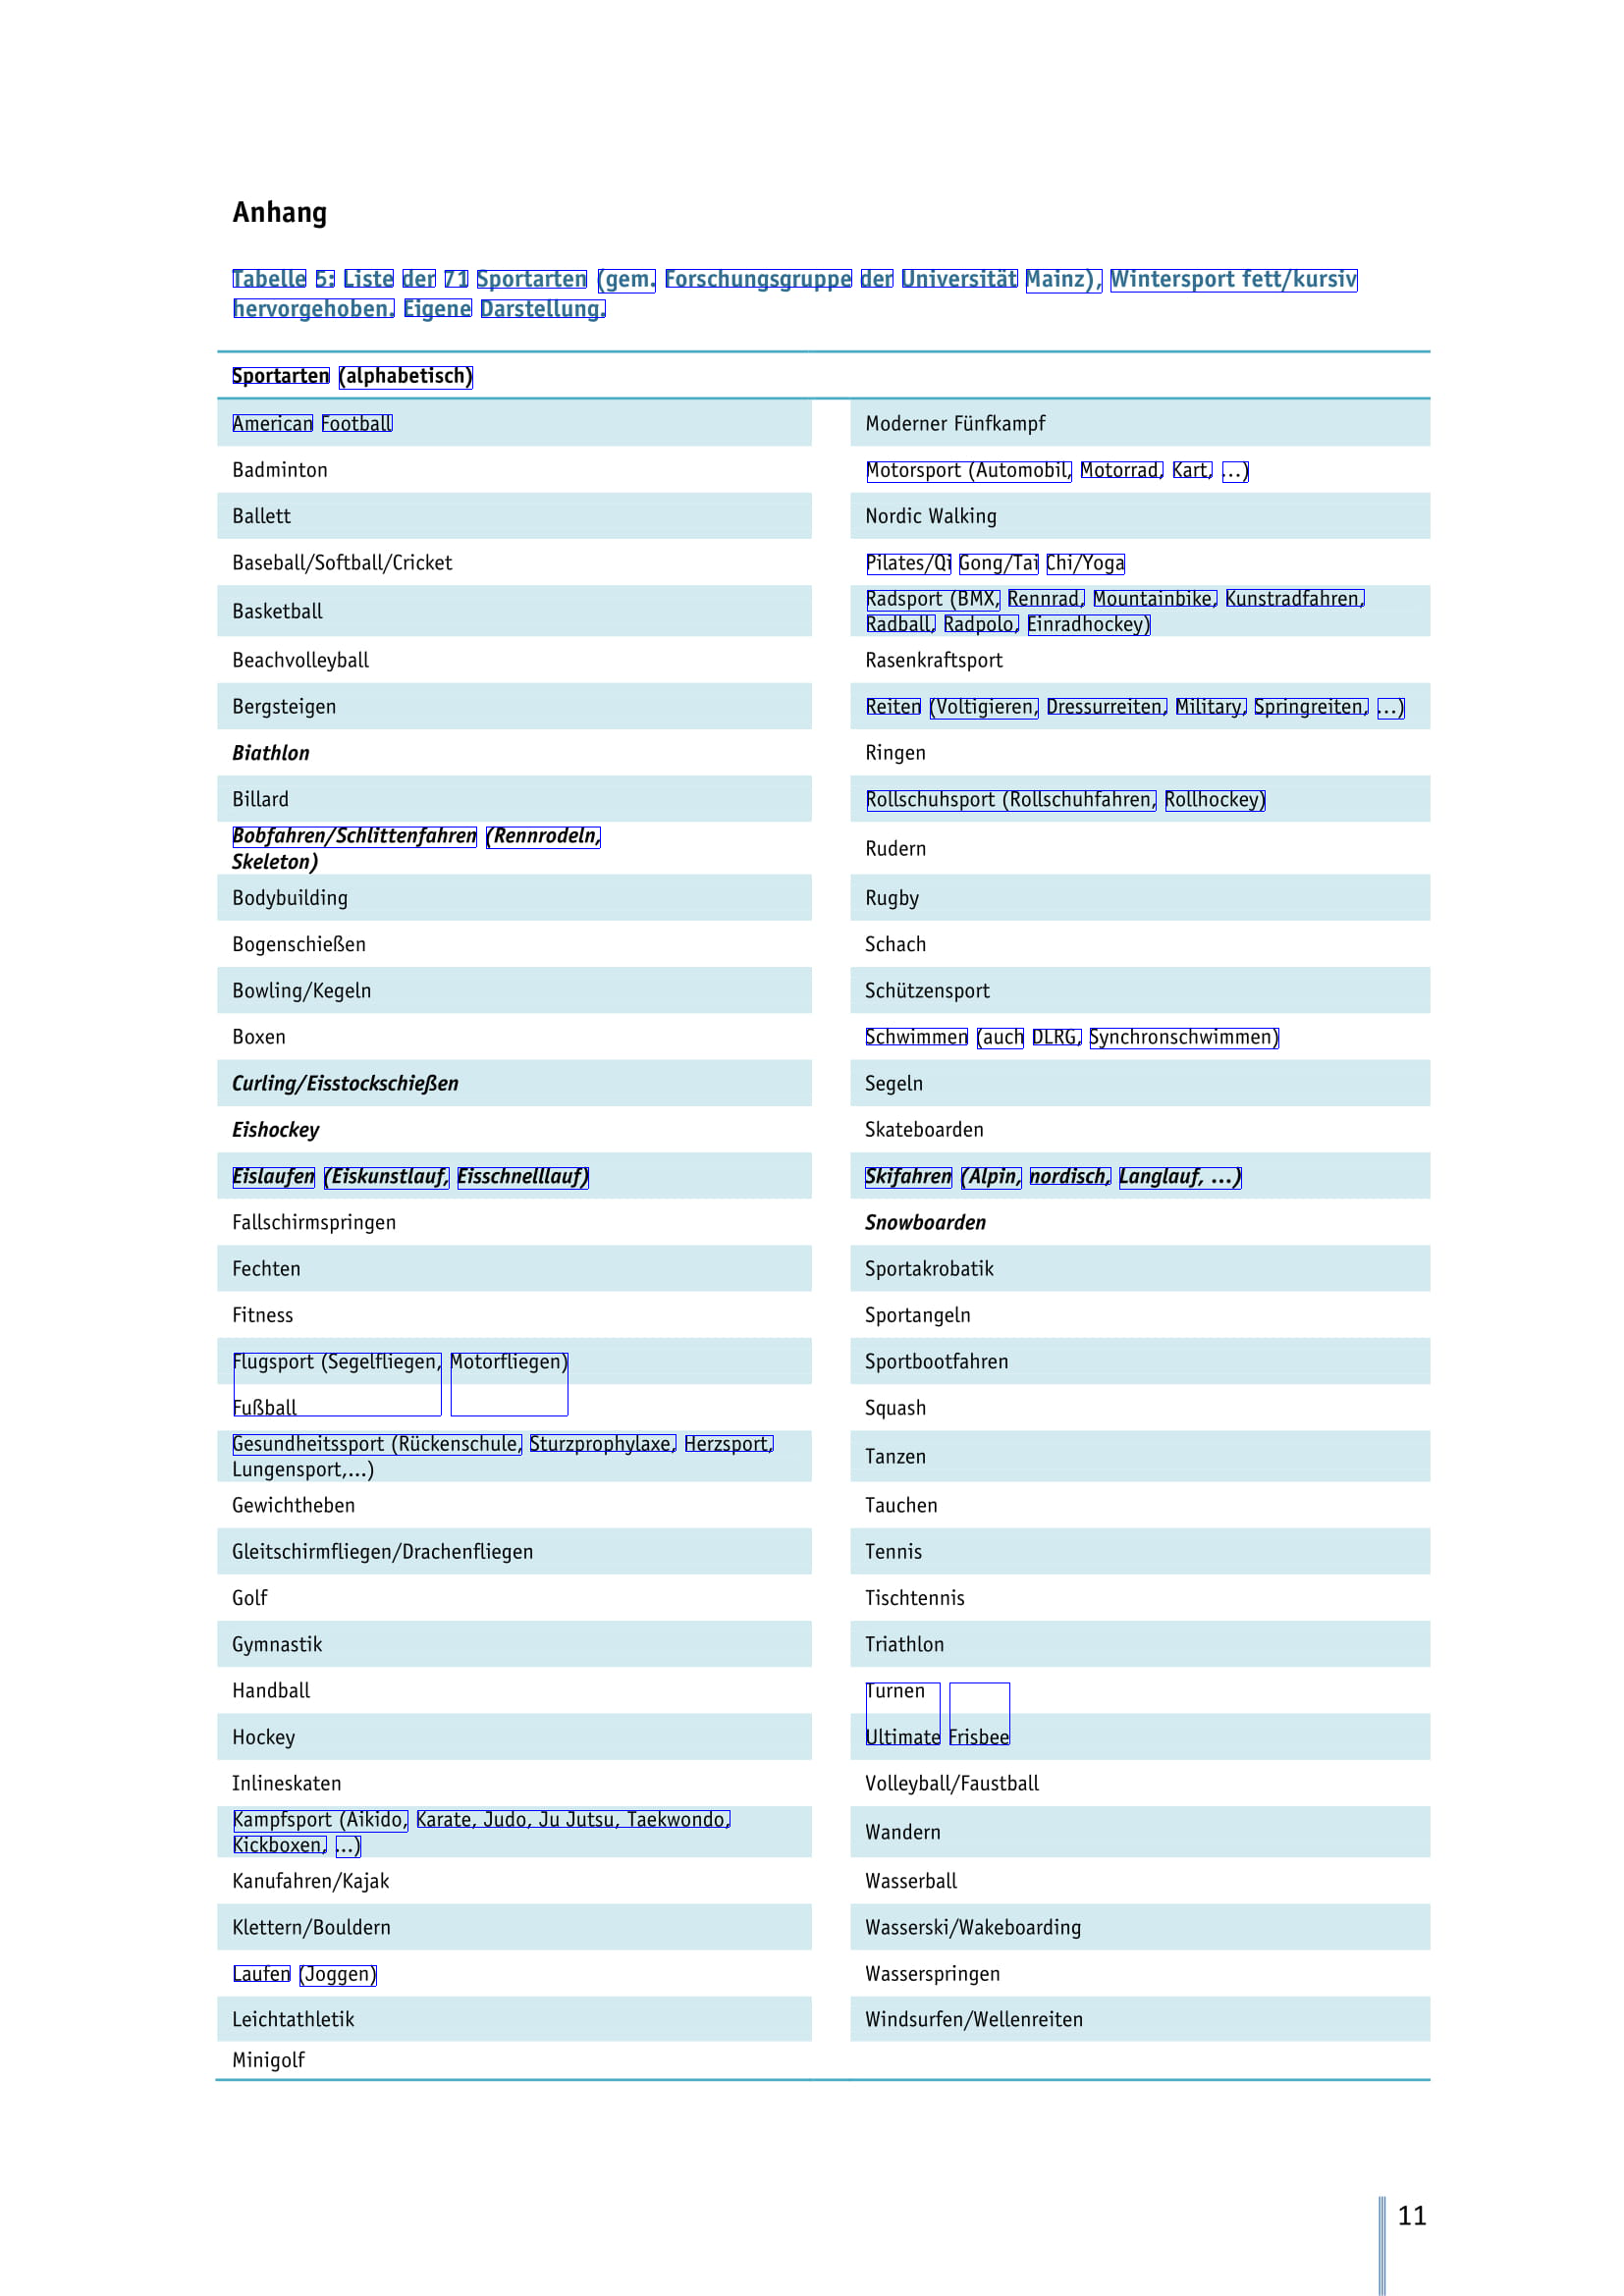 Anhang
Tabelle 5: Liste der 71 Sportarten (gem. Forschungsgruppe der Universität Mainz), Wintersport fett/kursiv
hervorgehoben. Eigene Darstellung.
Sportarten (alphabetisch)
American Football
Badminton
Ballett
Baseball/Softball/Cricket
Basketball
Beachvolleyball
Bergsteigen
Biathlon
Billard
Bobfahren/Schlittenfahren (Rennrodeln,
Skeleton)
Bodybuilding
Bogenschießen
Bowling/Kegeln
Boxen
Curling/Eisstockschießen
Eishockey
Eislaufen (Eiskunstlauf, Eisschnelllauf)
Fallschirmspringen
Fechten
Fitness
Flugsport (Segelfliegen, Motorfliegen)
Fußball
Gesundheitssport (Rückenschule, Sturzprophylaxe, Herzsport,
Lungensport,...)
Gewichtheben
Gleitschirmfliegen/Drachenfliegen
Golf
Gymnastik
Handball
Hockey
Inlineskaten
Kampfsport (Aikido, Karate, Judo, Ju Jutsu, Taekwondo,
Kickboxen, ...)
Kanufahren/Kajak
Klettern/Bouldern
Laufen (Joggen)
Leichtathletik
Minigolf
Moderner Fünfkampf
Motorsport (Automobil, Motorrad, Kart, ...)
Nordic Walking
Pilates/Qi Gong/Tai Chi/Yoga
Radsport (BMX, Rennrad, Mountainbike, Kunstradfahren,
Radball, Radpolo, Einradhockey)
Rasenkraftsport
Reiten (Voltigieren, Dressurreiten, Military, Springreiten, ...)
Ringen
Rollschuhsport (Rollschuhfahren, Rollhockey)
Rudern
Rugby
Schach
Schützensport
Schwimmen (auch DLRG, Synchronschwimmen)
Segeln
Skateboarden
Skifahren (Alpin, nordisch, Langlauf, ...)
Snowboarden
Sportakrobatik
Sportangeln
Sportbootfahren
Squash
Tanzen
Tauchen
Tennis
Tischtennis
Triathlon
Turnen
Ultimate Frisbee
Volleyball/Faustball
Wandern
Wasserball
Wasserski/Wakeboarding
Wasserspringen
Windsurfen/Wellenreiten
11